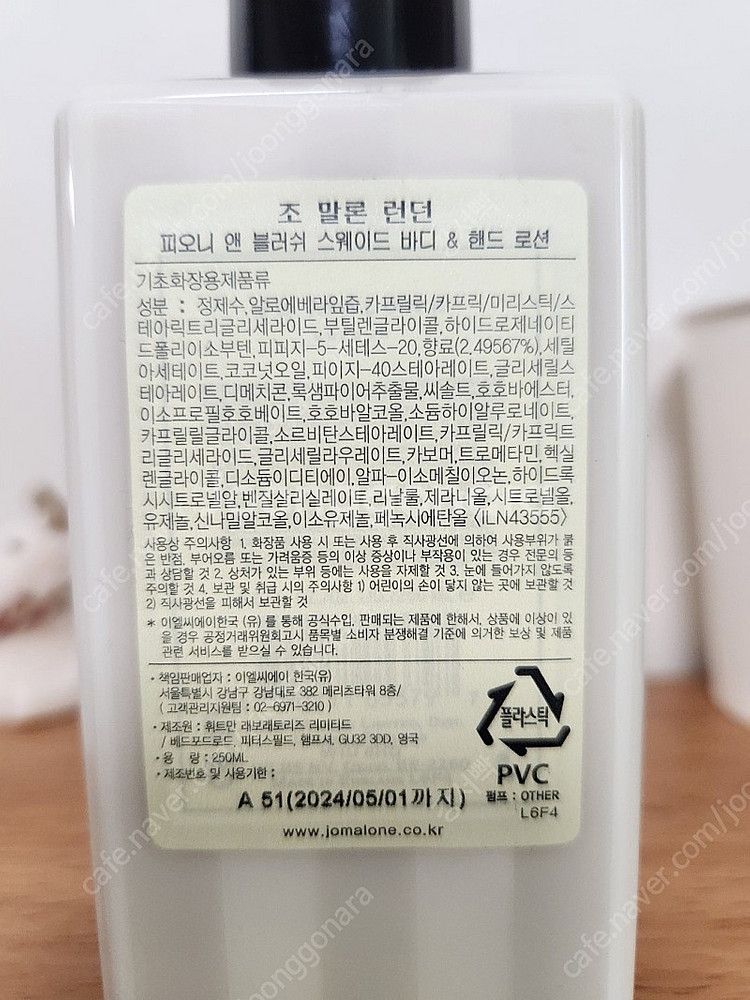 조 말론 런던
피오니 앤 블러쉬 스웨이드 바디 & 핸드 로션
기초화장용제품류
성분 : 정제수,알로에베라잎즙,카프릴릭/카프릭/미리스틱/스
테아릭트리글리세라이드,부틸렌글라이콜,하이드로제네이티
드폴리이소부텐,피피지-5-세테스-20,향료(2.49567%),세틸
아세테이트,코코넛오일,피이지-40스테아레이트,글리세릴스
테아레이트,디메치콘,록샘파이어추출물,씨솔트,호호바에스터,
이소프로필호호베이트,호호바알코올,소듐하이알루로네이트,
카프릴릴글라이콜,소르비탄스테아레이트,카프릴릭/카프릭트
리글리세라이드,글리세릴라우레이트,카보머,트로메타민,헥실
렌글라이콜,디소듐이디티에이,알파-이소메칠이오논,하이드록
시시트로넬알,벤질살리실레이트,리날룰,제라니올,시트로넬올,
유제놀,신나밀알코올,이소유제놀,페녹시에탄올 <ILN43555>
사용상 주의사항 1. 화장품 사용 시 또는 사용 후 직사광선에 의하여 사용부위가 붉
은 반점, 부어오름 또는 가려움증 등의 이상 증상이나 부작용이 있는 경우 전문의 등
과 상담할 것 2. 상처가 있는 부위 등에는 사용을 자제할 것 3. 눈에 들어가지 않도록
주의할 것 4. 보관 및 취급 시의 주의사항 1) 어린이의 손이 닿지 않는 곳에 보관할 것
2) 직사광선을 피해서 보관할 것
* 이엘씨에이한국 (유) 를 통해 공식수입, 판매되는 제품에 한해서, 상품에 이상이 있
을 경우 공정거래위원회고시 품목별 소비자 분쟁해결 기준에 의거한 보상 및 제품
관련 서비스를 받으실 수 있습니다.
· 책임판매업자 : 이엘씨에이 한국(유)
서울특별시 강남구 강남대로 382 메리츠타워 8층/
( 고객관리지원팀 : 02-6971-3210 )
· 제조원 : 휘트만 래보래토리즈 리미티드
/ 베드포드로드, 피터스필드, 햄프셔, GU32 3DD, 영국
· 용 량 : 250ML
· 제조번호 및 사용기한 :
A 51(2024/05/01까지)
플라스틱
PVC
펌프 : OTHER
L6F4
www.jomalone.co.kr
cafe.naver.com/joonggonara